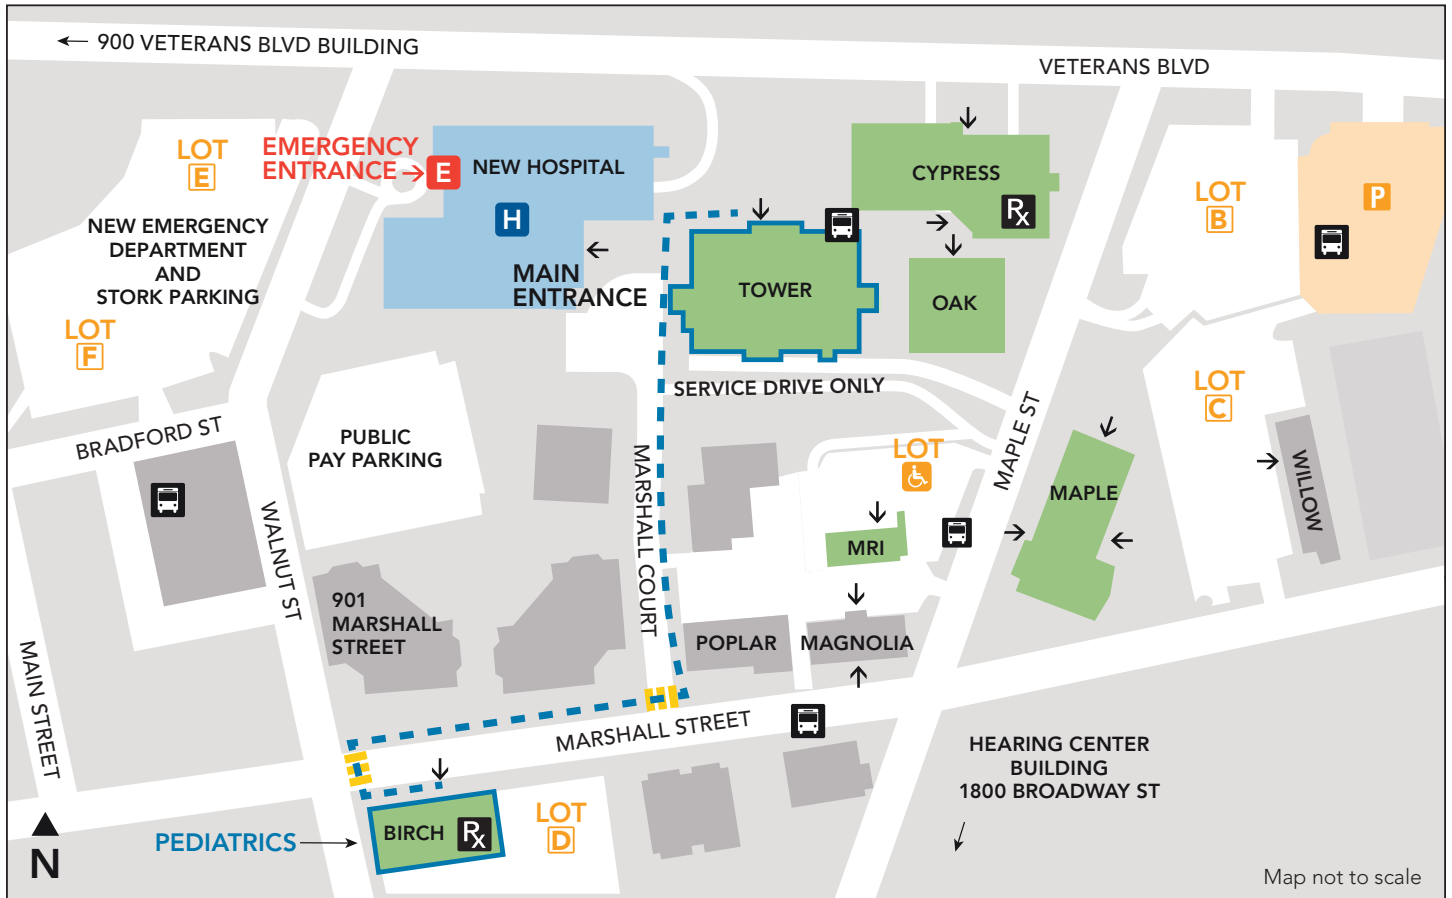 ← 900 VETERANS BLVD BUILDING
VETERANS BLVD
LOT
E
EMERGENCY
ENTRANCE →
E
NEW HOSPITAL
H
MAIN
ENTRANCE
NEW EMERGENCY
DEPARTMENT
AND
STORK PARKING
LOT
F
CYPRESS
Rx
TOWER
OAK
LOT
B
P
SERVICE DRIVE ONLY
LOT
C
BRADFORD ST
PUBLIC
PAY PARKING
MARSHALL COURT
LOT
MAPLE ST
MAPLE
WILLOW
MRI
WALNUT ST
901
MARSHALL
STREET
POPLAR
MAGNOLIA
MAIN STREET
MARSHALL STREET
HEARING CENTER
BUILDING
1800 BROADWAY ST
PEDIATRICS
BIRCH
Rx
LOT
D
N
Map not to scale